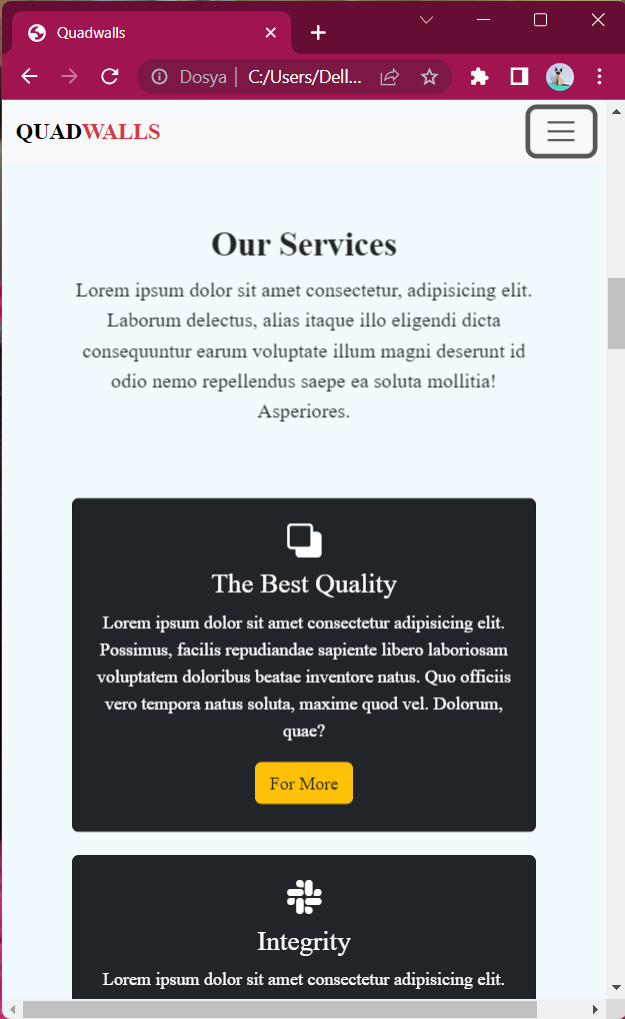 Quadwalls
Dosya | C:/Users/Dell...
QUADWALLS
Our Services
Lorem ipsum dolor sit amet consectetur, adipisicing elit.
Laborum delectus, alias itaque illo eligendi dicta
consequuntur earum voluptate illum magni deserunt id
odio nemo repellendus saepe ea soluta mollitia!
Asperiores.
The Best Quality
Lorem ipsum dolor sit amet consectetur adipisicing elit.
Possimus, facilis repudiandae sapiente libero laboriosam
voluptatem doloribus beatae inventore natus. Quo officiis
vero tempora natus soluta, maxime quod vel. Dolorum,
quae?
For More
Integrity
Lorem ipsum dolor sit amet consectetur adipisicing elit.